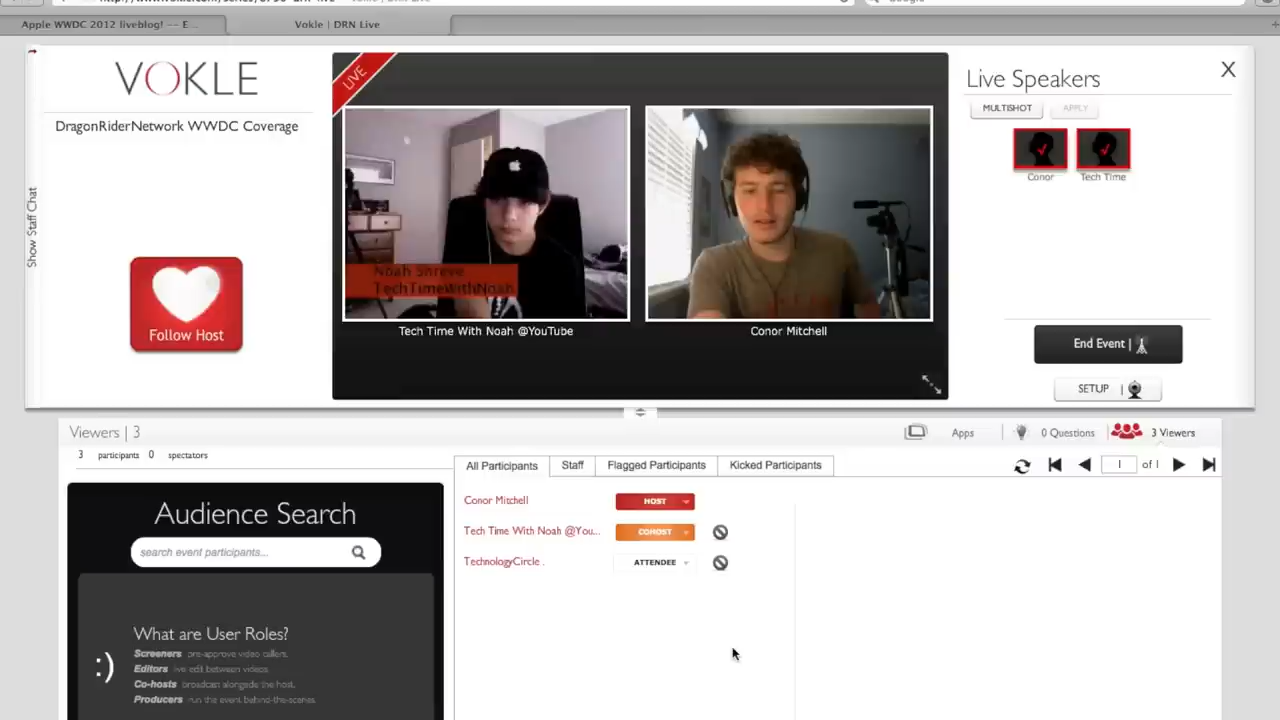 Apple WWDC 2012 liveblog! — E...
Vokle | DRN Live
VOKLE
DragonRiderNetwork WWDC Coverage
Show Staff Chat
Follow Host
LIVE
Noah Shreve
TechTimeWithNoah
Tech Time With Noah @YouTube
Conor Mitchell
Live Speakers
X
MULTISHOT
APPLY
Conor
Tech Time
End Event |
SETUP |
Viewers | 3
Apps
0 Questions
3 Viewers
3 participants 0 spectators
All Participants
Staff
Flagged Participants
Kicked Participants
1 of 1
Audience Search
search event participants...
Conor Mitchell
HOST
Tech Time With Noah @You...
COHOST
TechnologyCircle .
ATTENDEE
What are User Roles?
:)
Screeners pre-approve video callers.
Editors live edit between videos.
Co-hosts broadcast alongside the host.
Producers run the event behind-the-scenes.